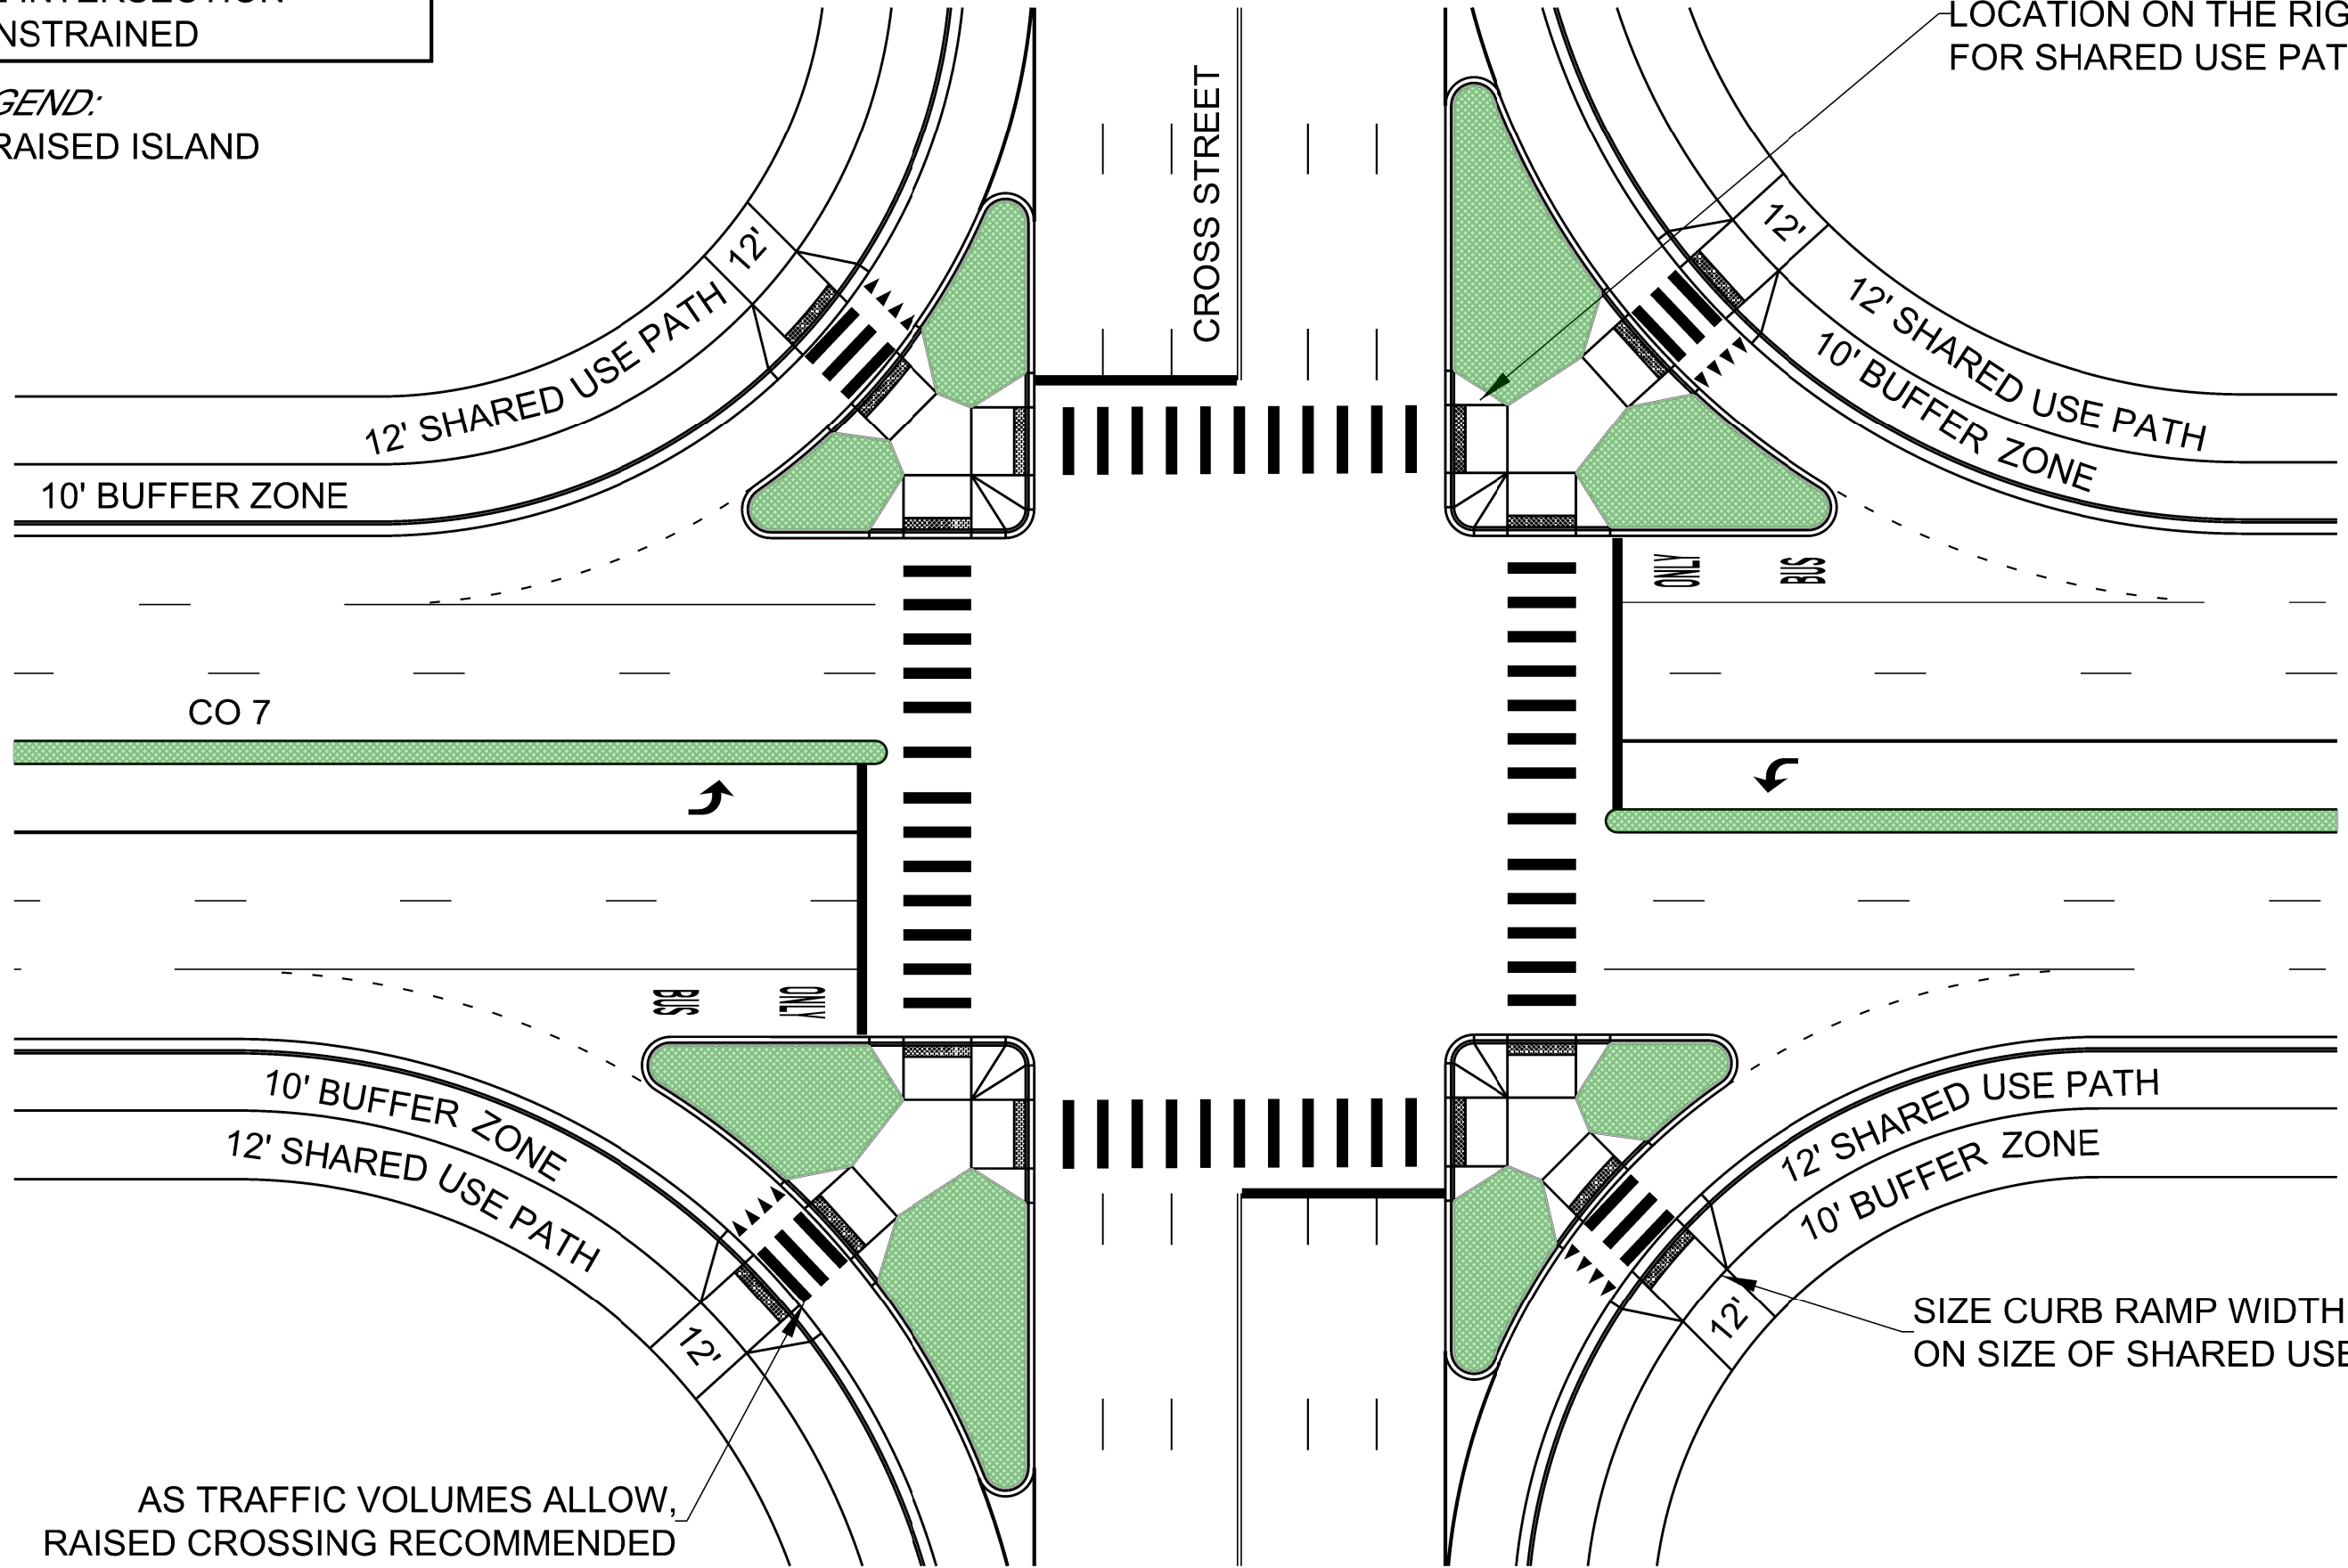 INTERSECTION
NSTRAINED
GEND:
RAISED ISLAND
LOCATION ON THE RIG
FOR SHARED USE PAT
CROSS STREET
12'
12' SHARED USE PATH
10' BUFFER ZONE
12'
12' SHARED USE PATH
10' BUFFER ZONE
ONLY
BUS
CO 7
BUS
ONLY
10' BUFFER ZONE
12' SHARED USE PATH
12'
12' SHARED USE PATH
10' BUFFER ZONE
12'
SIZE CURB RAMP WIDTH
ON SIZE OF SHARED USE
AS TRAFFIC VOLUMES ALLOW,
RAISED CROSSING RECOMMENDED